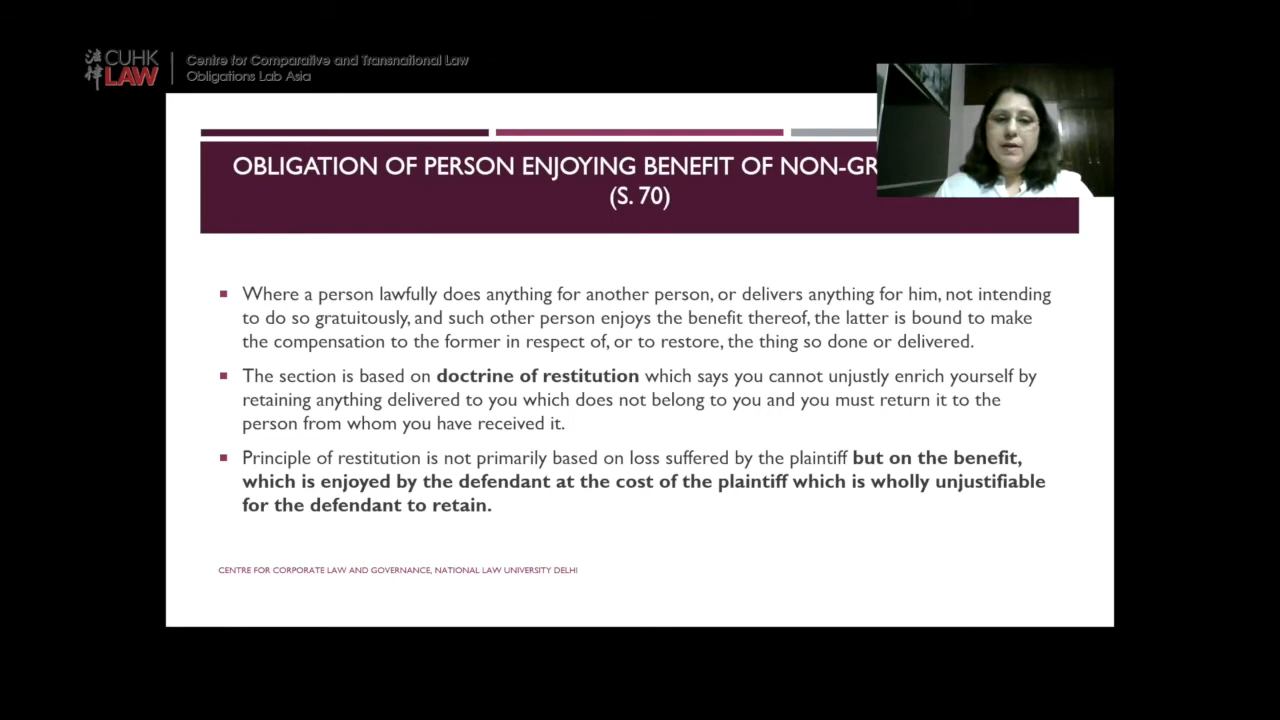 法律
CUHK
LAW
Centre for Comparative and Transnational Law
Obligations Lab Asia
OBLIGATION OF PERSON ENJOYING BENEFIT OF NON-GR
(S. 70)
Where a person lawfully does anything for another person, or delivers anything for him, not intending
to do so gratuitously, and such other person enjoys the benefit thereof, the latter is bound to make
the compensation to the former in respect of, or to restore, the thing so done or delivered.
The section is based on doctrine of restitution which says you cannot unjustly enrich yourself by
retaining anything delivered to you which does not belong to you and you must return it to the
person from whom you have received it.
Principle of restitution is not primarily based on loss suffered by the plaintiff but on the benefit,
which is enjoyed by the defendant at the cost of the plaintiff which is wholly unjustifiable
for the defendant to retain.
CENTRE FOR CORPORATE LAW AND GOVERNANCE, NATIONAL LAW UNIVERSITY DELHI